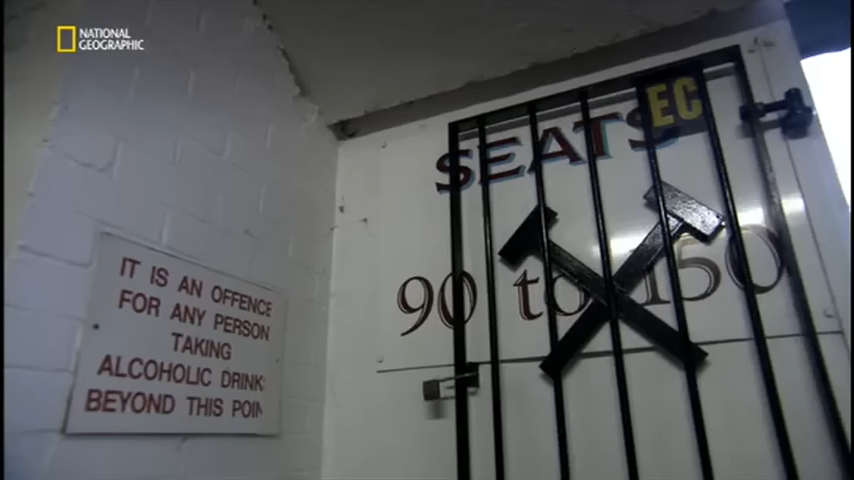 NATIONAL
GEOGRAPHIC
EC
SEATS
90 to 150
IT IS AN OFFENCE
FOR ANY PERSON
TAKING
ALCOHOLIC DRINK
BEYOND THIS POIN